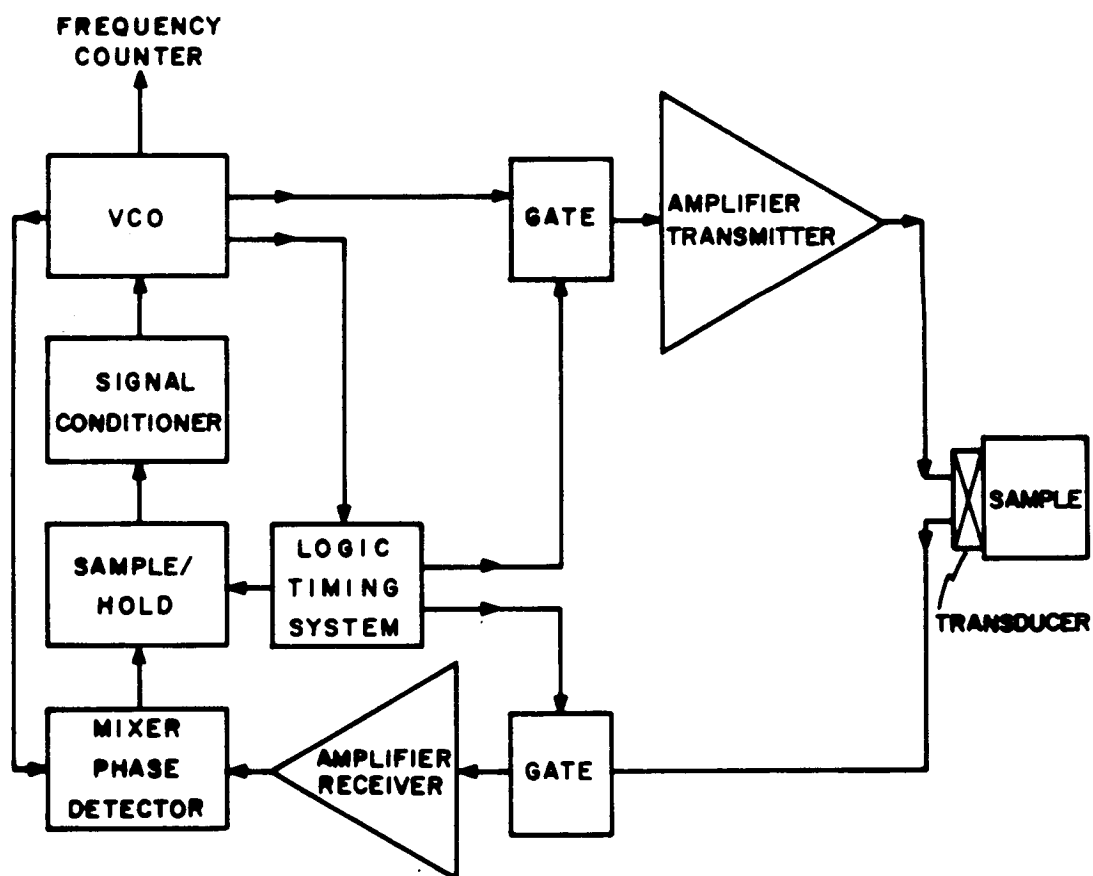 FREQUENCY
COUNTER
VCO
GATE
AMPLIFIER
TRANSMITTER
SIGNAL
CONDITIONER
SAMPLE
SAMPLE/
HOLD
LOGIC
TIMING
SYSTEM
TRANSDUCER
MIXER
PHASE
DETECTOR
AMPLIFIER
RECEIVER
GATE